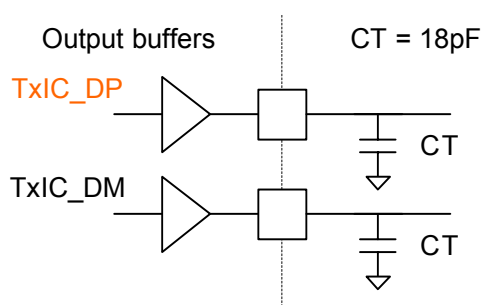 Output buffers
CT = 18pF
TxIC_DP
CT
TxIC_DM
CT